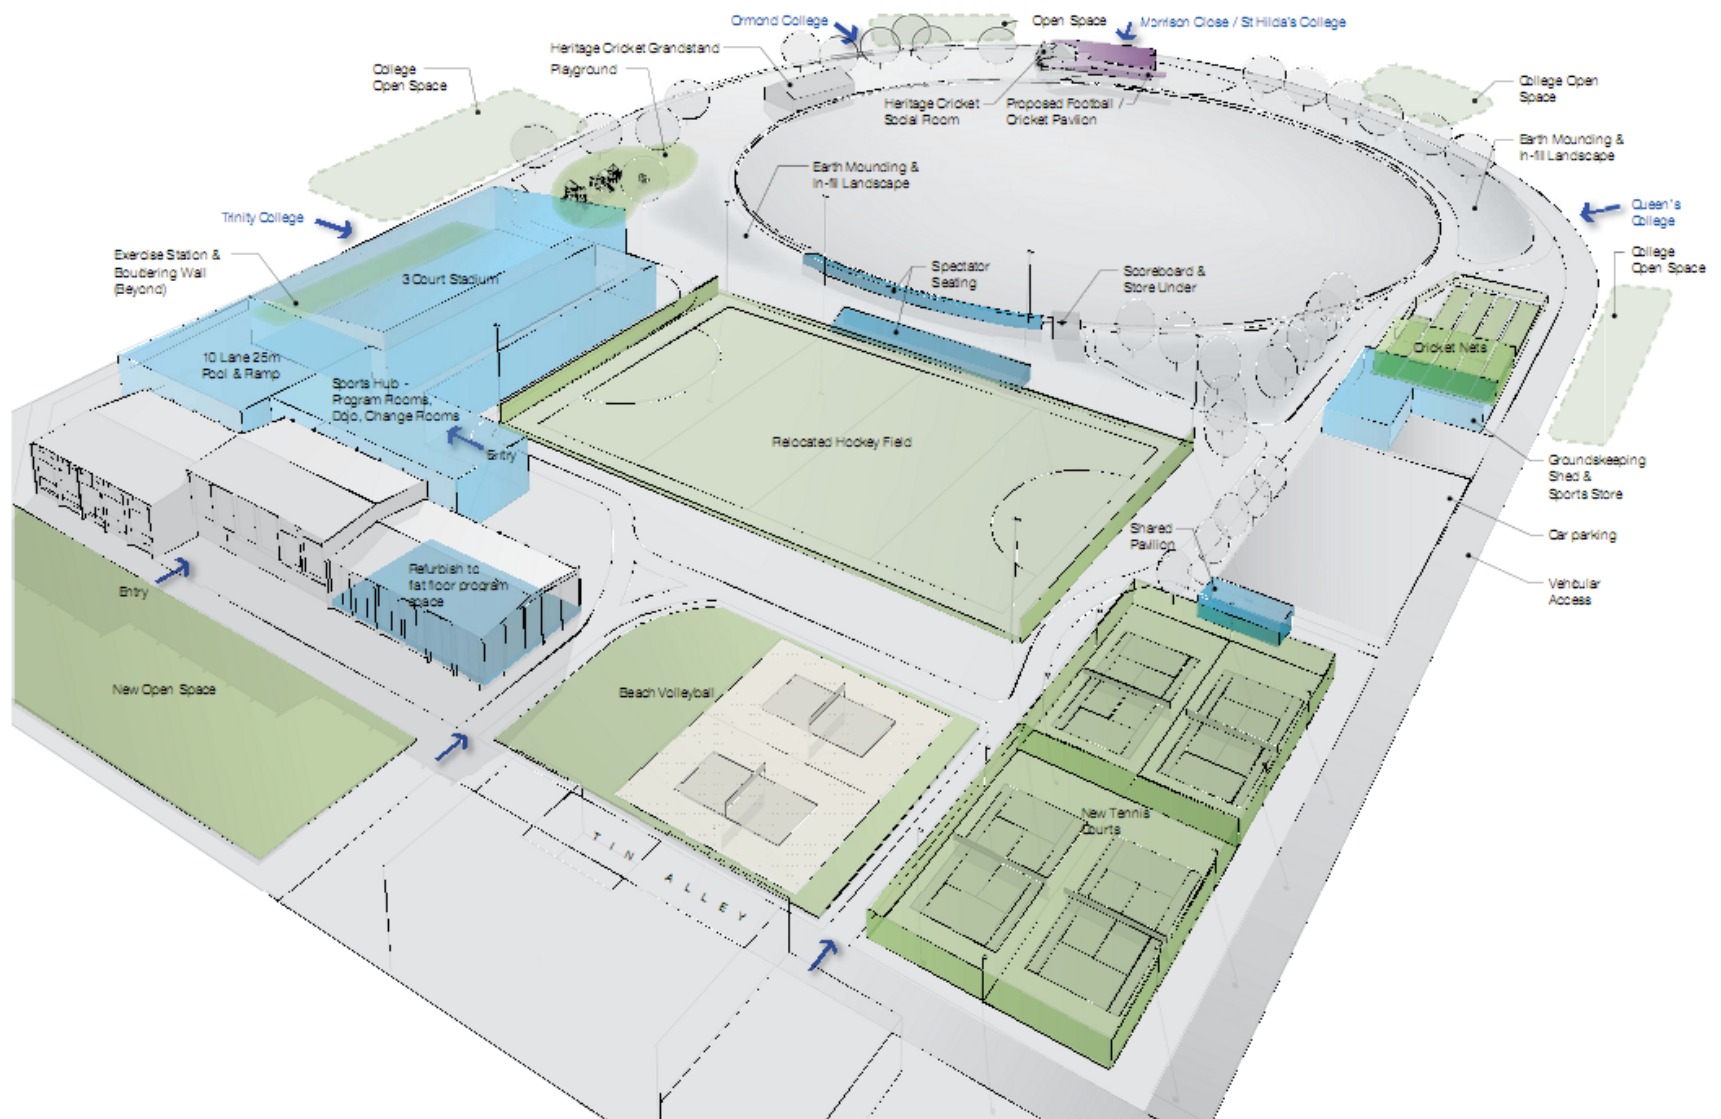 Ormond College
Open Space
Morrison Close / St Hilda's College
Heritage Cricket Grandstand
Playground
College
Open Space
Heritage Cricket
Social Room
Proposed Football /
Cricket Pavilion
College Open
Space
Earth Mounding &
In-fill Landscape
Earth Mounding &
In-fill Landscape
Trinity College
Queen's
College
Exercise Station &
Bouldering Wall
(Beyond)
3 Court Stadium
Spectator
Seating
Scoreboard &
Store Under
College
Open Space
10 Lane 25m
Pool & Ramp
Cricket Nets
Sports Hub -
Program Rooms,
Dojo, Change Rooms
Entry
Relocated Hockey Field
Groundskeeping
Shed &
Sports Store
Shared
Pavilion
Car parking
Entry
Refurbish to
flat floor program
space
Vehicular
Access
New Open Space
Beach Volleyball
New Tennis
Courts
TIN ALLEY